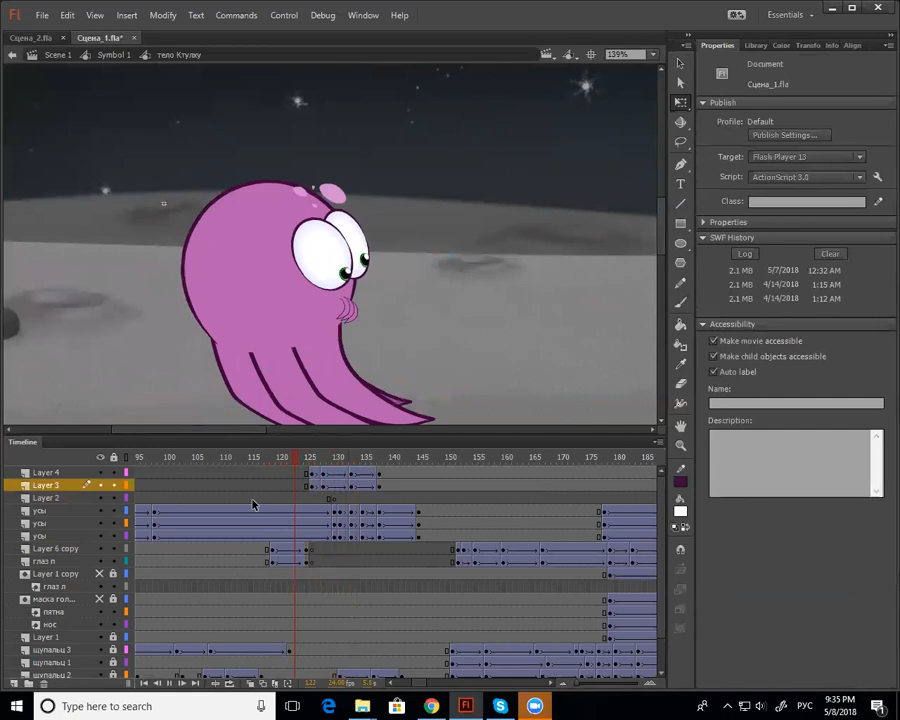 File Edit View Insert Modify Text Commands Control Debug Window Help
Essentials
Сцена_2.fla Сцена_1.fla*
Scene 1 Symbol 1 тело Ктулку
139%
Properties Library Color Transfo Info Align
Document
Сцена_1.fla
Publish
Profile: Default
Publish Settings...
Target: Flash Player 13
Script: ActionScript 3.0
Class:
Properties
SWF History
Log Clear
2.1 MB 5/7/2018 12:32 AM
2.1 MB 4/14/2018 1:15 AM
2.1 MB 4/14/2018 1:12 AM
Accessibility
Make movie accessible
Make child objects accessible
Auto label
Name:
Description:
Timeline
95 100 105 110 115 120 125 130 135 140 145 150 155 160 165 170 175 180 185
Layer 4
Layer 3
Layer 2
усы
усы
усы
Layer 6 copy
глаз п
Layer 1 copy
глаз л
маска гол...
пятна
нос
Layer 1
щупальц 3
щупальц 1
щупальц 2
122 24.00 fps 5.0 s
Type here to search
РУС
9:35 PM
5/8/2018